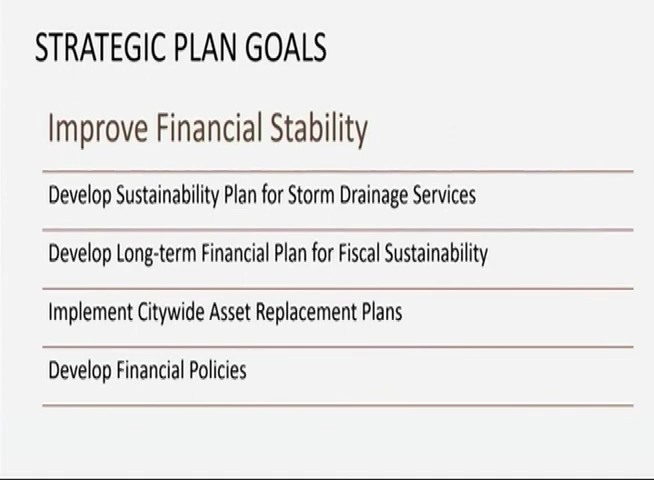 STRATEGIC PLAN GOALS
Improve Financial Stability
Develop Sustainability Plan for Storm Drainage Services
Develop Long-term Financial Plan for Fiscal Sustainability
Implement Citywide Asset Replacement Plans
Develop Financial Policies